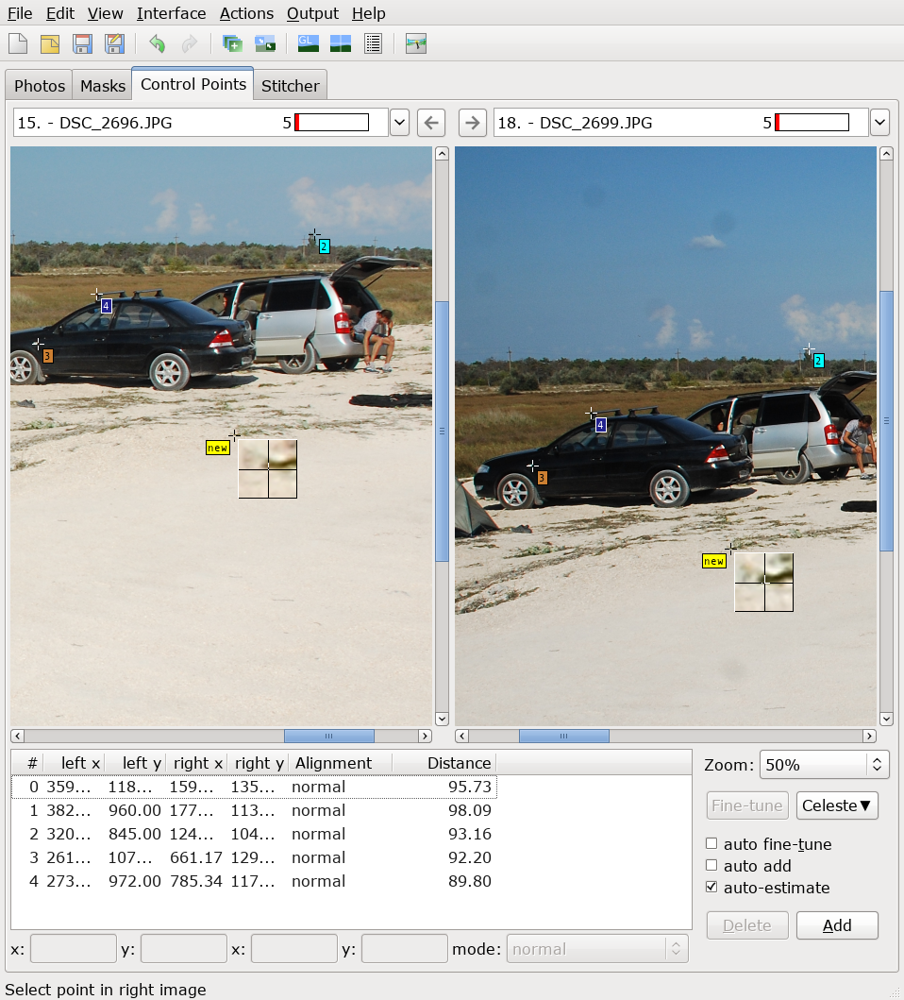 File Edit View Interface Actions Output Help
GL
Photos Masks Control Points Stitcher
15. - DSC_2696.JPG 5
18. - DSC_2699.JPG 5
2
4
3
new
2
4
3
new
# left x left y right x right y Alignment Distance
0 359... 118... 159... 135... normal 95.73
1 382... 960.00 177... 113... normal 98.09
2 320... 845.00 124... 104... normal 93.16
3 261... 107... 661.17 129... normal 92.20
4 273... 972.00 785.34 117... normal 89.80
Zoom: 50%
Fine-tune Celeste▼
auto fine-tune
auto add
auto-estimate
Delete Add
x: y: x: y: mode: normal
Select point in right image